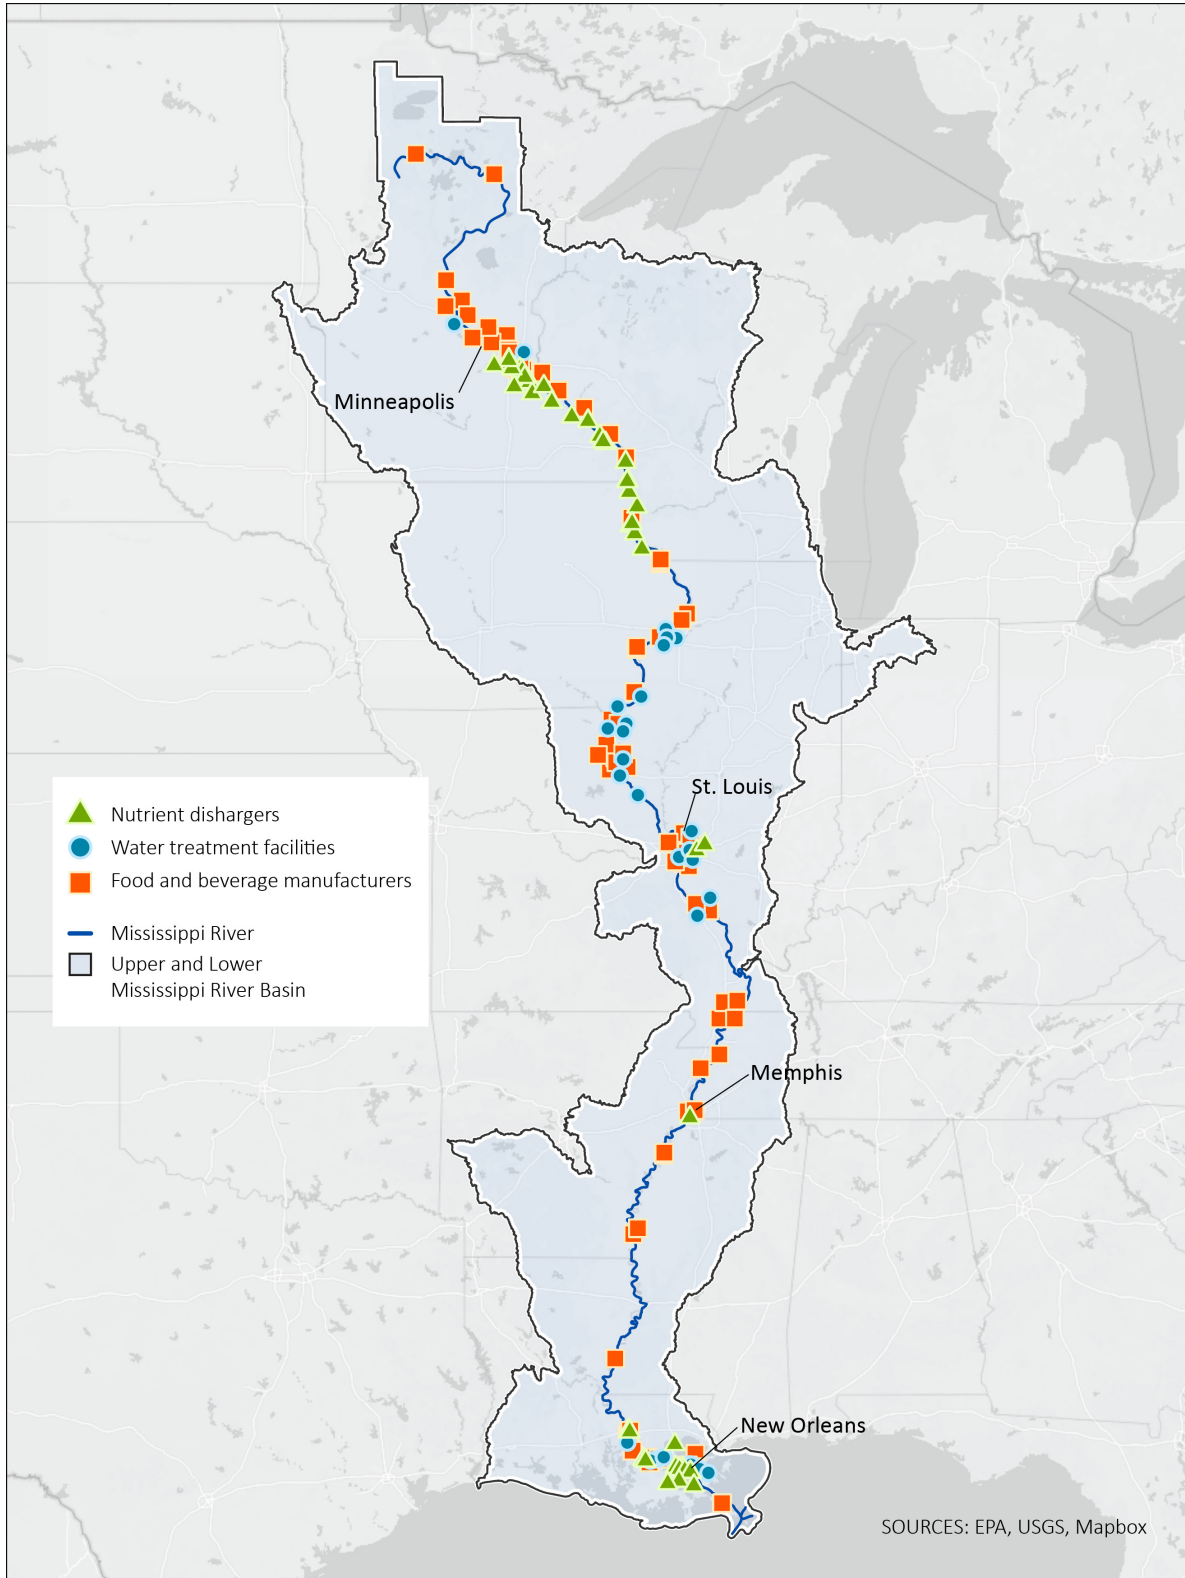 Minneapolis
St. Louis
Nutrient dishargers
Water treatment facilities
Food and beverage manufacturers
Mississippi River
Upper and Lower
Mississippi River Basin
Memphis
New Orleans
SOURCES: EPA, USGS, Mapbox